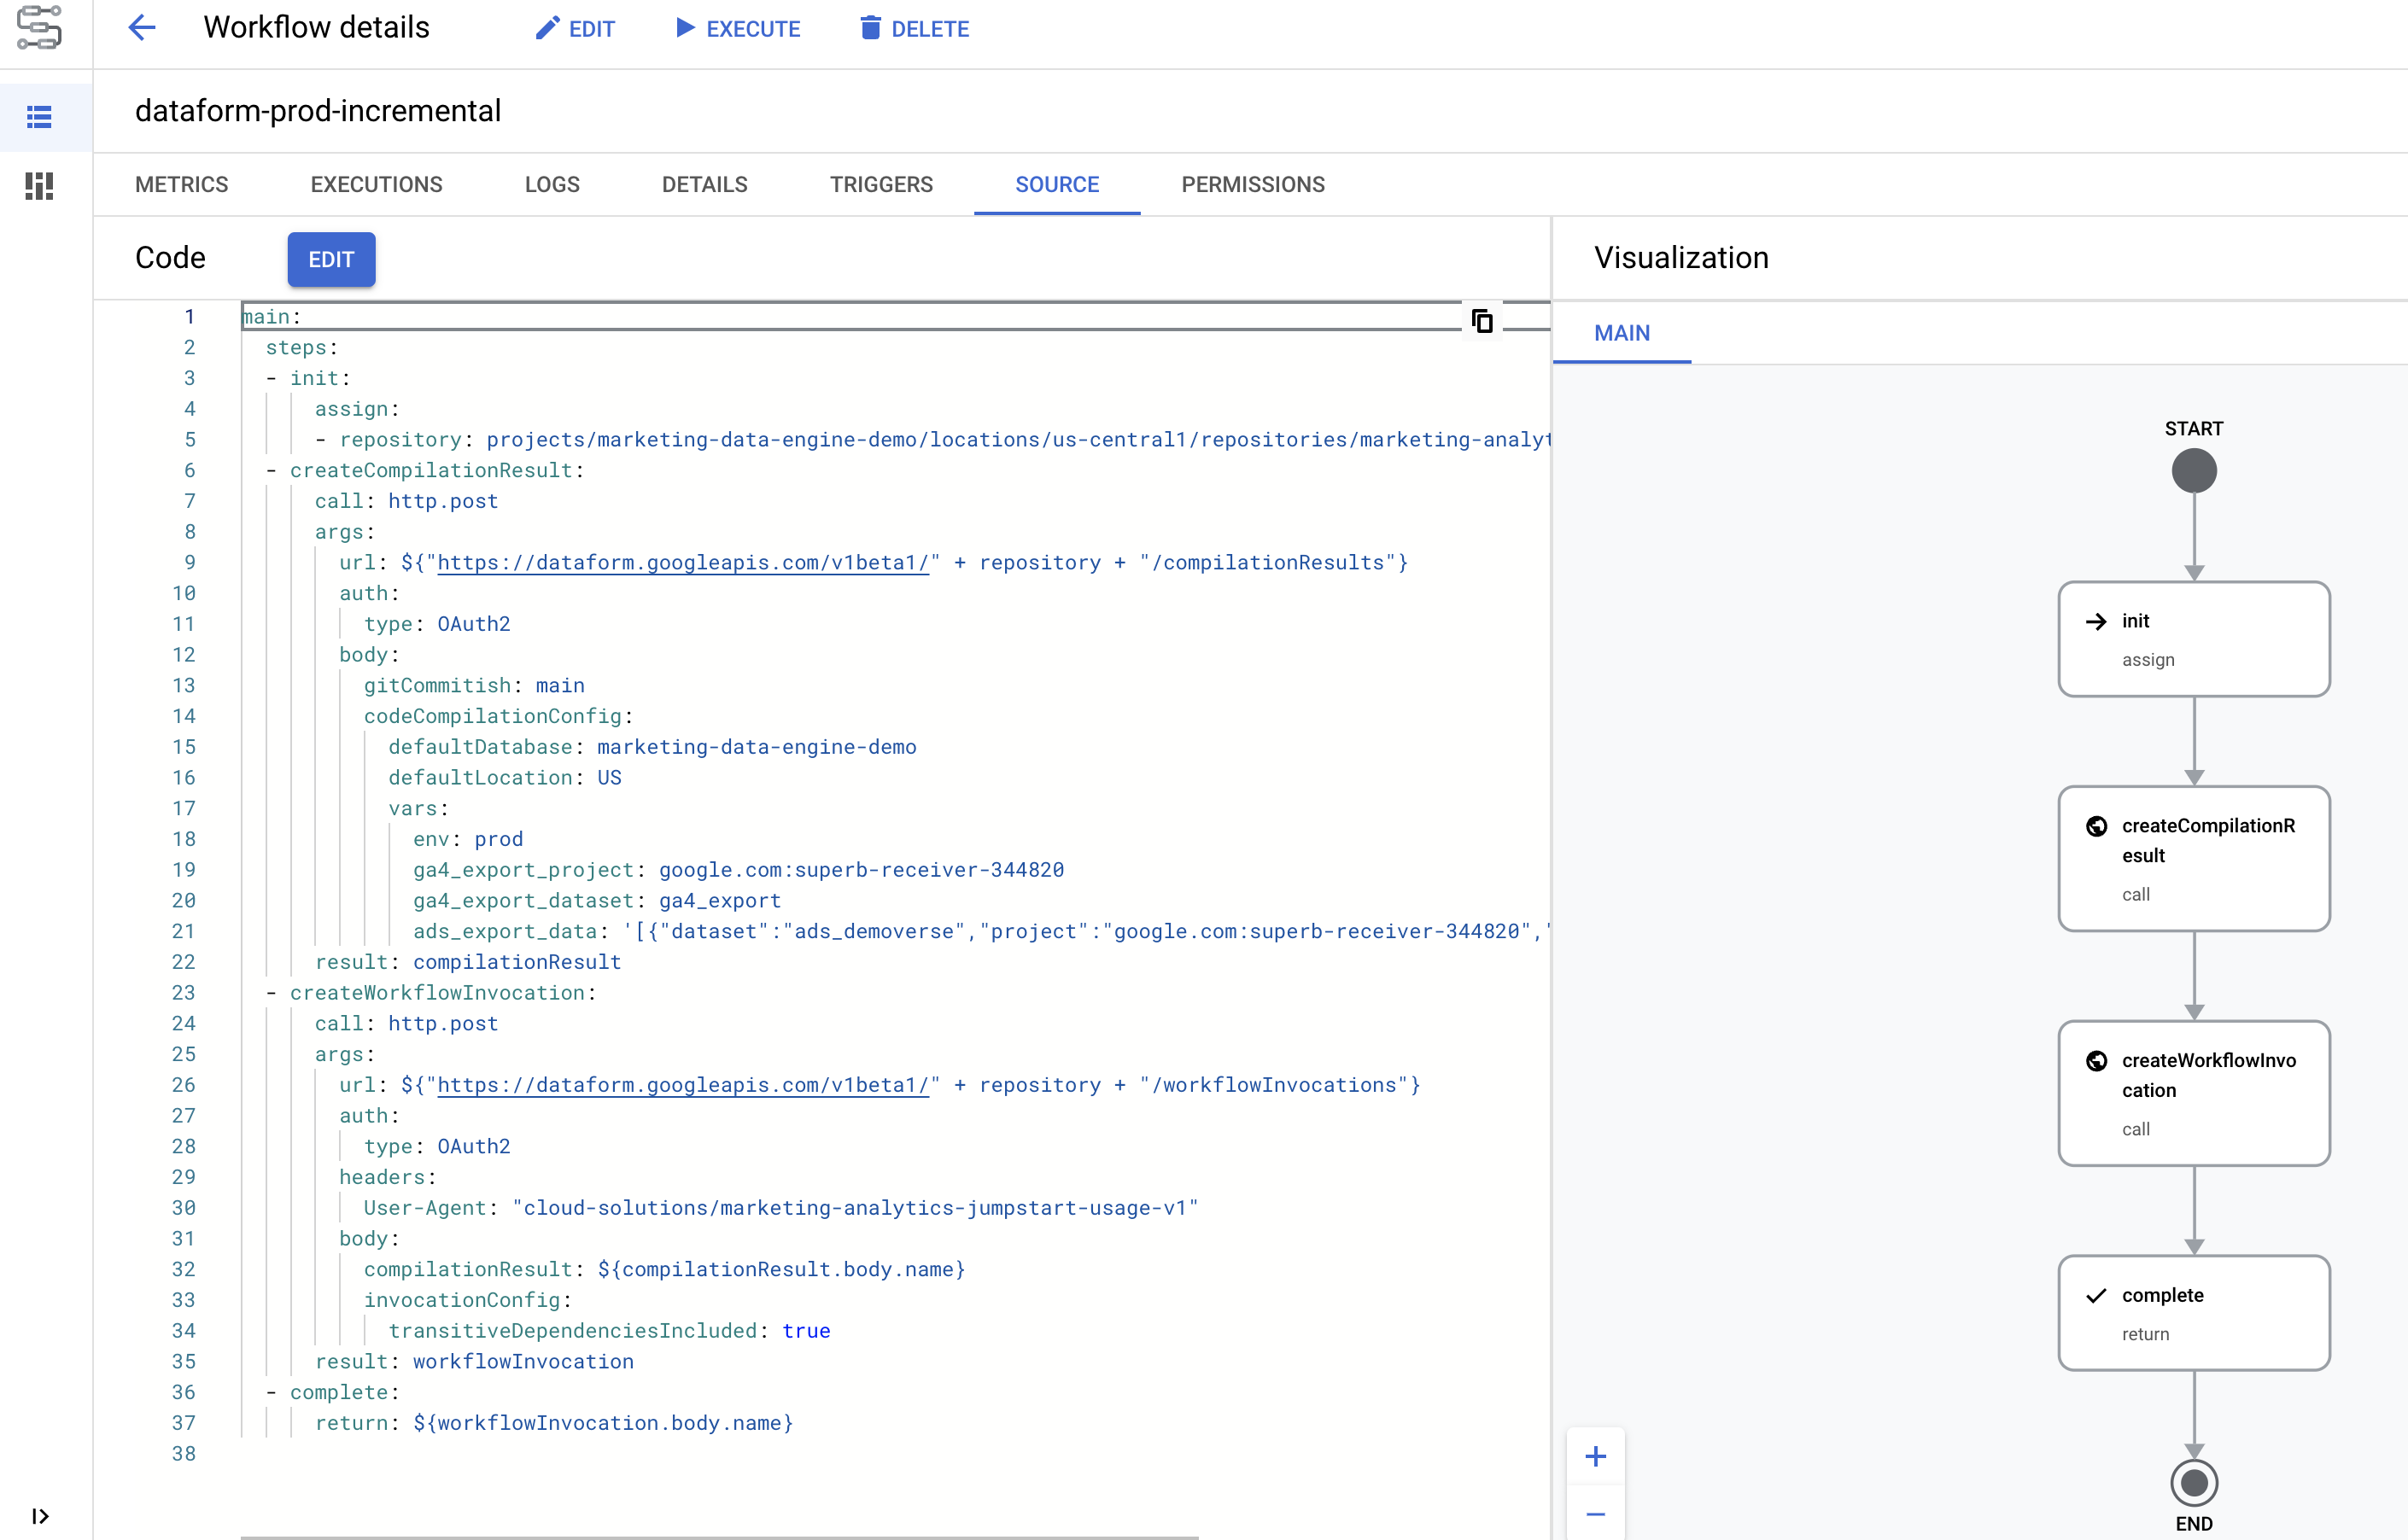 Workflow details
EDIT
EXECUTE
DELETE
dataform-prod-incremental
METRICS
EXECUTIONS
LOGS
DETAILS
TRIGGERS
SOURCE
PERMISSIONS
Code
EDIT
1 main:
2 steps:
3 - init:
4 assign:
5 - repository: projects/marketing-data-engine-demo/locations/us-central1/repositories/marketing-analyt
6 - createCompilationResult:
7 call: http.post
8 args:
9 url: ${"https://dataform.googleapis.com/v1beta1/" + repository + "/compilationResults"}
10 auth:
11 type: OAuth2
12 body:
13 gitCommitish: main
14 codeCompilationConfig:
15 defaultDatabase: marketing-data-engine-demo
16 defaultLocation: US
17 vars:
18 env: prod
19 ga4_export_project: google.com:superb-receiver-344820
20 ga4_export_dataset: ga4_export
21 ads_export_data: '[{"dataset":"ads_demoverse","project":"google.com:superb-receiver-344820","
22 result: compilationResult
23 - createWorkflowInvocation:
24 call: http.post
25 args:
26 url: ${"https://dataform.googleapis.com/v1beta1/" + repository + "/workflowInvocations"}
27 auth:
28 type: OAuth2
29 headers:
30 User-Agent: "cloud-solutions/marketing-analytics-jumpstart-usage-v1"
31 body:
32 compilationResult: ${compilationResult.body.name}
33 invocationConfig:
34 transitiveDependenciesIncluded: true
35 result: workflowInvocation
36 - complete:
37 return: ${workflowInvocation.body.name}
38
Visualization
MAIN
START
init
assign
createCompilationR
esult
call
createWorkflowInvo
cation
call
complete
return
END